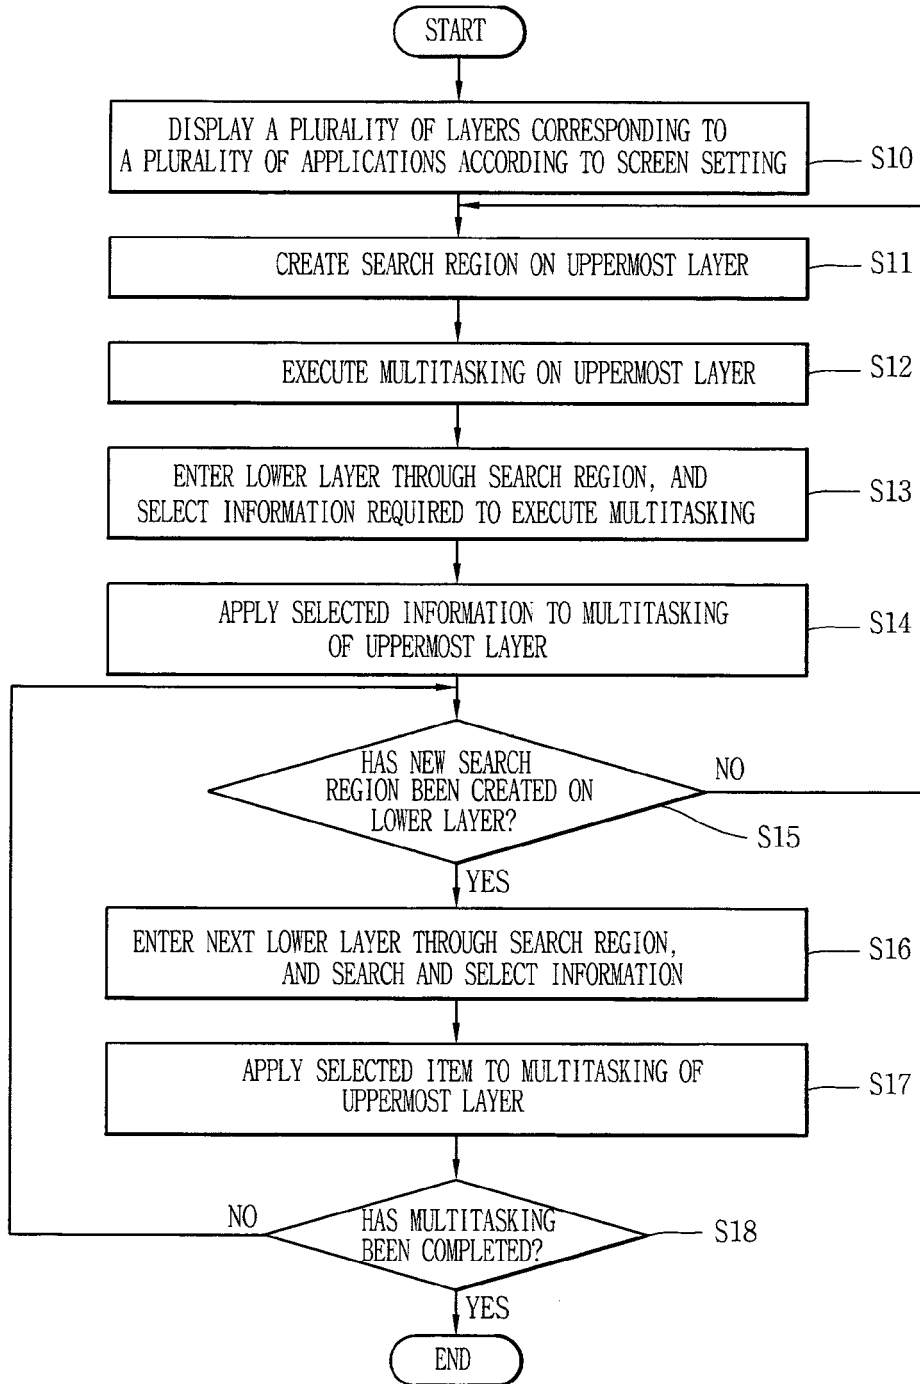 START
DISPLAY A PLURALITY OF LAYERS CORRESPONDING TO
A PLURALITY OF APPLICATIONS ACCORDING TO SCREEN SETTING
S10
CREATE SEARCH REGION ON UPPERMOST LAYER
S11
EXECUTE MULTITASKING ON UPPERMOST LAYER
S12
ENTER LOWER LAYER THROUGH SEARCH REGION, AND
SELECT INFORMATION REQUIRED TO EXECUTE MULTITASKING
S13
APPLY SELECTED INFORMATION TO MULTITASKING
OF UPPERMOST LAYER
S14
HAS NEW SEARCH
REGION BEEN CREATED ON
LOWER LAYER?
NO
S15
YES
ENTER NEXT LOWER LAYER THROUGH SEARCH REGION,
AND SEARCH AND SELECT INFORMATION
S16
APPLY SELECTED ITEM TO MULTITASKING OF
UPPERMOST LAYER
S17
NO
HAS MULTITASKING
BEEN COMPLETED?
S18
YES
END